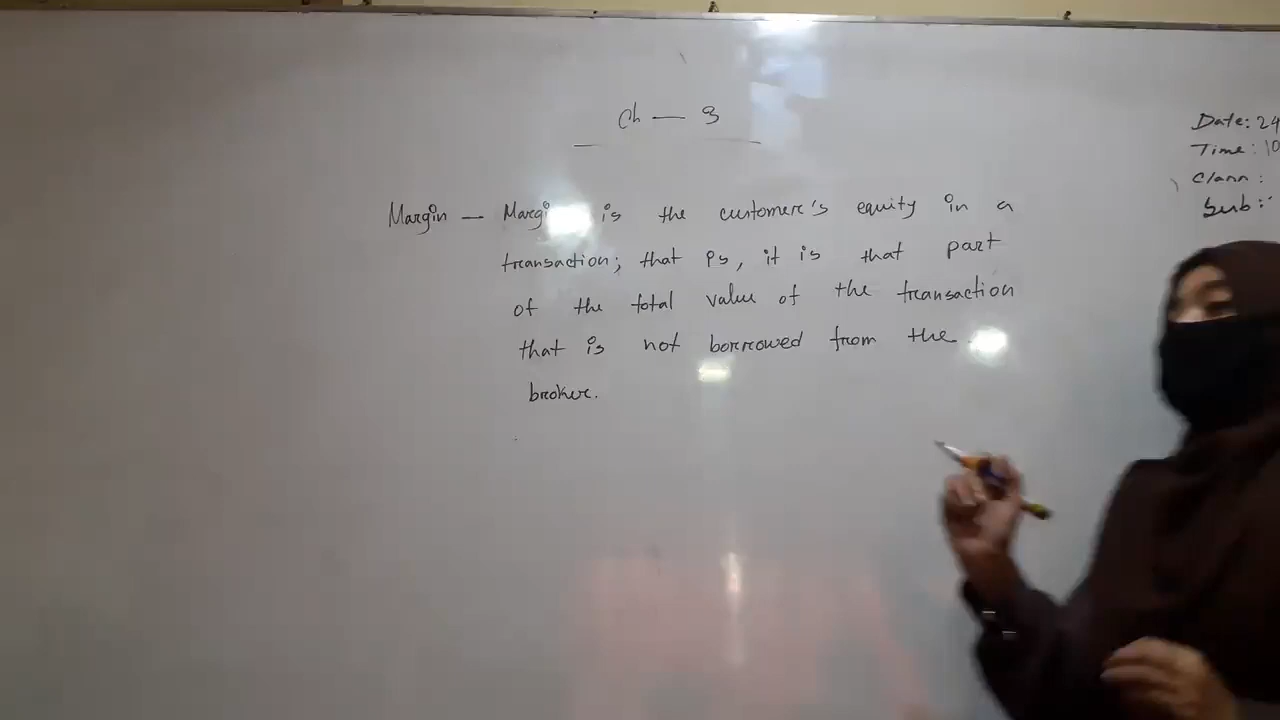 Ch — 3
Margin — Margin is the customer's equity in a
transaction; that is, it is that part
of the total value of the transaction
that is not borrowed from the
broker.
Date: 24
Time: 10
Class:
Sub: